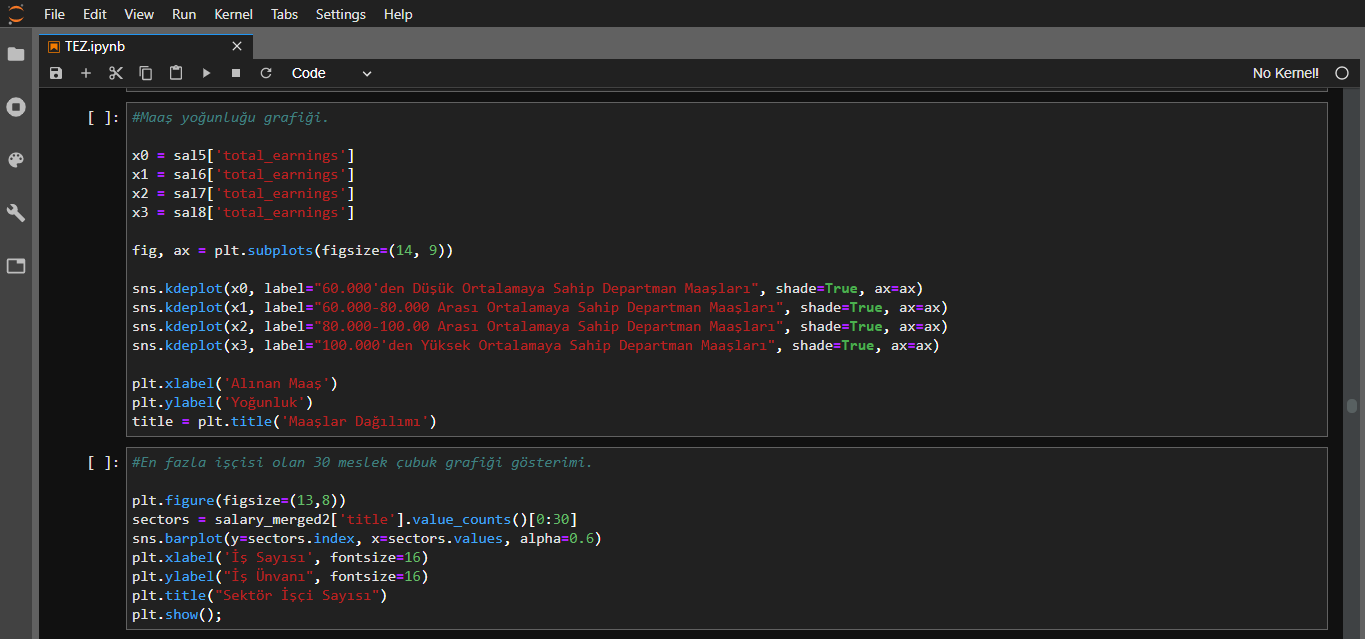 File Edit View Run Kernel Tabs Settings Help
TEZ.ipynb
Code
No Kernel!
[ ]: #Maaş yoğunluğu grafiği.
x0 = sal5['total_earnings']
x1 = sal6['total_earnings']
x2 = sal7['total_earnings']
x3 = sal8['total_earnings']
fig, ax = plt.subplots(figsize=(14, 9))
sns.kdeplot(x0, label="60.000'den Düşük Ortalamaya Sahip Departman Maaşları", shade=True, ax=ax)
sns.kdeplot(x1, label="60.000-80.000 Arası Ortalamaya Sahip Departman Maaşları", shade=True, ax=ax)
sns.kdeplot(x2, label="80.000-100.00 Arası Ortalamaya Sahip Departman Maaşları", shade=True, ax=ax)
sns.kdeplot(x3, label="100.000'den Yüksek Ortalamaya Sahip Departman Maaşları", shade=True, ax=ax)
plt.xlabel('Alınan Maaş')
plt.ylabel('Yoğunluk')
title = plt.title('Maaşlar Dağılımı')
[ ]: #En fazla işçisi olan 30 meslek çubuk grafiği gösterimi.
plt.figure(figsize=(13,8))
sectors = salary_merged2['title'].value_counts()[0:30]
sns.barplot(y=sectors.index, x=sectors.values, alpha=0.6)
plt.xlabel('İş Sayısı', fontsize=16)
plt.ylabel("İş Ünvanı", fontsize=16)
plt.title("Sektör İşçi Sayısı")
plt.show();